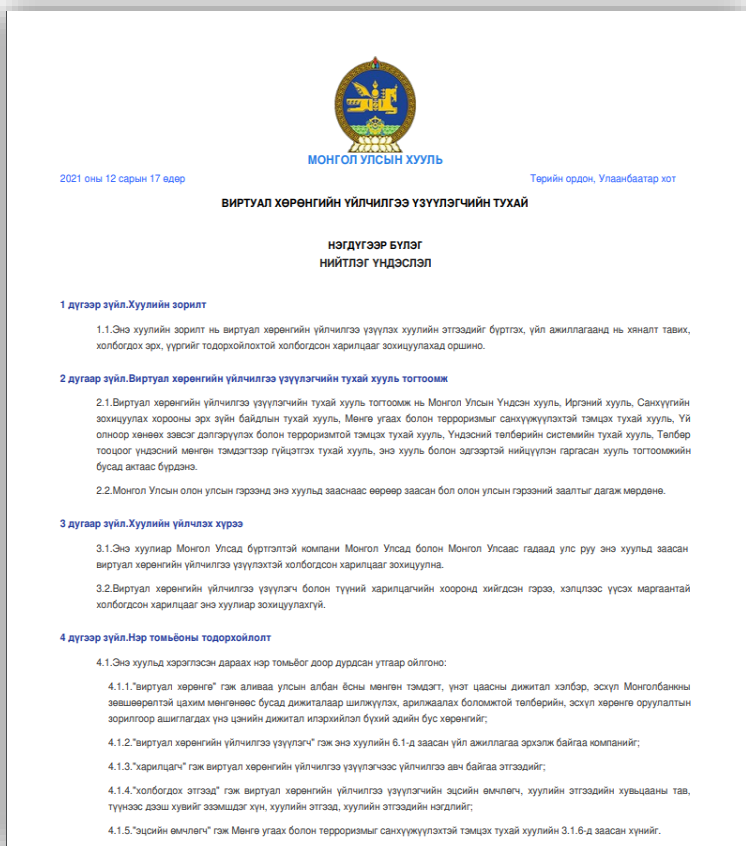 МОНГОЛ УЛСЫН ХУУЛЬ
2021 оны 12 сарын 17 өдөр
Төрийн ордон, Улаанбаатар хот
ВИРТУАЛ ХӨРӨНГИЙН ҮЙЛЧИЛГЭЭ ҮЗҮҮЛЭГЧИЙН ТУХАЙ
НЭГДҮГЭЭР БҮЛЭГ
НИЙТЛЭГ ҮНДЭСЛЭЛ
1 дүгээр зүйл.Хуулийн зорилт
1.1.Энэ хуулийн зорилт нь виртуал хөрөнгийн үйлчилгээ үзүүлэх хуулийн этгээдийг бүртгэх, үйл ажиллагаанд нь хяналт тавих,
холбогдох эрх, үүргийг тодорхойлохтой холбогдсон харилцааг зохицуулахад оршино.
2 дугаар зүйл.Виртуал хөрөнгийн үйлчилгээ үзүүлэгчийн тухай хууль тогтоомж
2.1.Виртуал хөрөнгийн үйлчилгээ үзүүлэгчийн тухай хууль тогтоомж нь Монгол Улсын Үндсэн хууль, Иргэний хууль, Санхүүгийн
зохицуулах хорооны эрх зүйн байдлын тухай хууль, Мөнгө угаах болон терроризмыг санхүүжүүлэхтэй тэмцэх тухай хууль, Үй
олноор хөнөөх зэвсэг дэлгэрүүлэх болон терроризмтой тэмцэх тухай хууль, Үндэсний төлбөрийн системийн тухай хууль, Төлбөр
тооцоог үндэсний мөнгөн тэмдэгтээр гүйцэтгэх тухай хууль, энэ хууль болон эдгээртэй нийцүүлэн гаргасан хууль тогтоомжийн
бусад актаас бүрдэнэ.
2.2.Монгол Улсын олон улсын гэрээнд энэ хуульд зааснаас өөрөөр заасан бол олон улсын гэрээний заалтыг дагаж мөрдөнө.
3 дугаар зүйл.Хуулийн үйлчлэх хүрээ
3.1.Энэ хуулиар Монгол Улсад бүртгэлтэй компани Монгол Улсад болон Монгол Улсаас гадаад улс руу энэ хуульд заасан
виртуал хөрөнгийн үйлчилгээ үзүүлэхтэй холбогдсон харилцааг зохицуулна.
3.2.Виртуал хөрөнгийн үйлчилгээ үзүүлэгч болон түүний харилцагчийн хооронд хийгдсэн гэрээ, хэлцлээс үүсэх маргаантай
холбогдсон харилцааг энэ хуулиар зохицуулахгүй.
4 дүгээр зүйл.Нэр томьёоны тодорхойлолт
4.1.Энэ хуульд хэрэглэсэн дараах нэр томьёог доор дурдсан утгаар ойлгоно:
4.1.1."виртуал хөрөнгө" гэж аливаа улсын албан ёсны мөнгөн тэмдэгт, үнэт цаасны дижитал хэлбэр, эсхүл Монголбанкны
зөвшөөрөлтэй цахим мөнгөнөөс бусад дижиталаар шилжүүлэх, арилжаалах боломжтой төлбөрийн, эсхүл хөрөнгө оруулалтын
зорилгоор ашиглагдах үнэ цэнийн дижитал илэрхийлэл бүхий эдийн бус хөрөнгийг;
4.1.2."виртуал хөрөнгийн үйлчилгээ үзүүлэгч" гэж энэ хуулийн 6.1-д заасан үйл ажиллагаа эрхэлж байгаа компанийг;
4.1.3."харилцагч" гэж виртуал хөрөнгийн үйлчилгээ үзүүлэгчээс үйлчилгээ авч байгаа этгээдийг;
4.1.4."холбогдох этгээд" гэж виртуал хөрөнгийн үйлчилгээ үзүүлэгчийн эцсийн өмчлөгч, хуулийн этгээдийн хувьцааны тав,
түүнээс дээш хувийг эзэмшдэг хүн, хуулийн этгээд, хуулийн этгээдийн нэгдлийг;
4.1.5."эцсийн өмчлөгч" гэж Мөнгө угаах болон терроризмыг санхүүжүүлэхтэй тэмцэх тухай хуулийн 3.1.6-д заасан хүнийг.